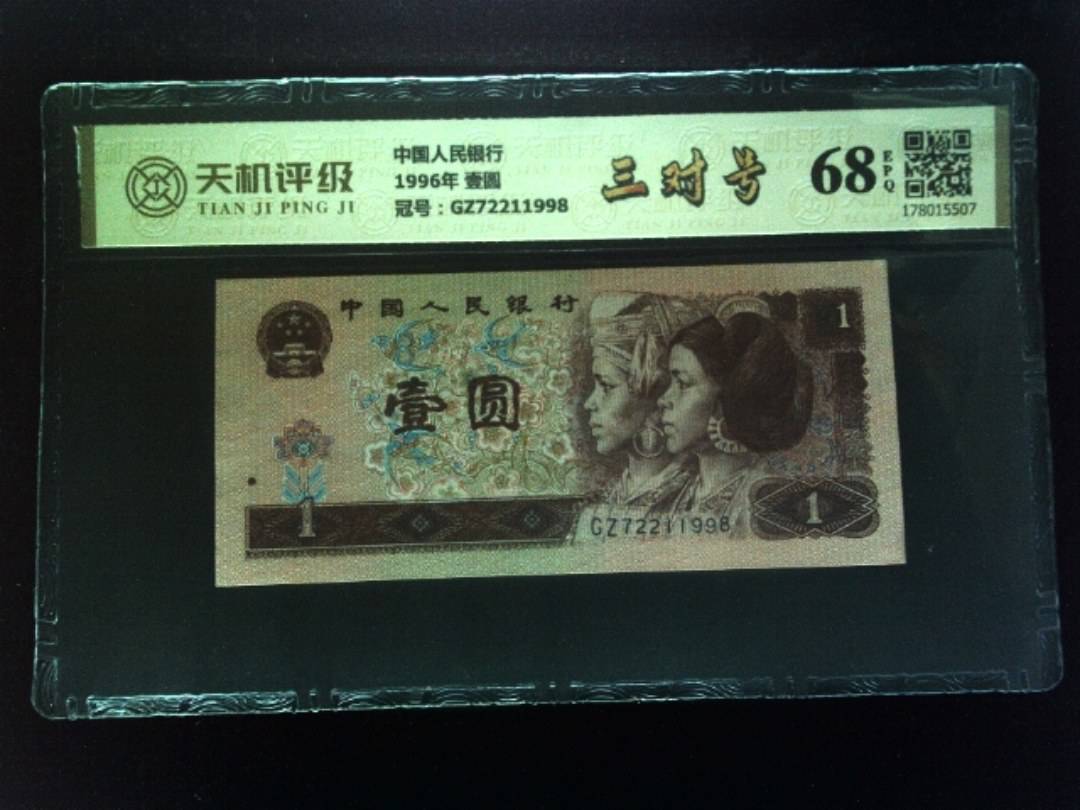 天机评级
TIAN JI PING JI
中国人民银行
1996年 壹圆
冠号：GZ72211998
三对号
68
EPQ
178015507
中国人民银行
1
壹圆
1
GZ72211998
1